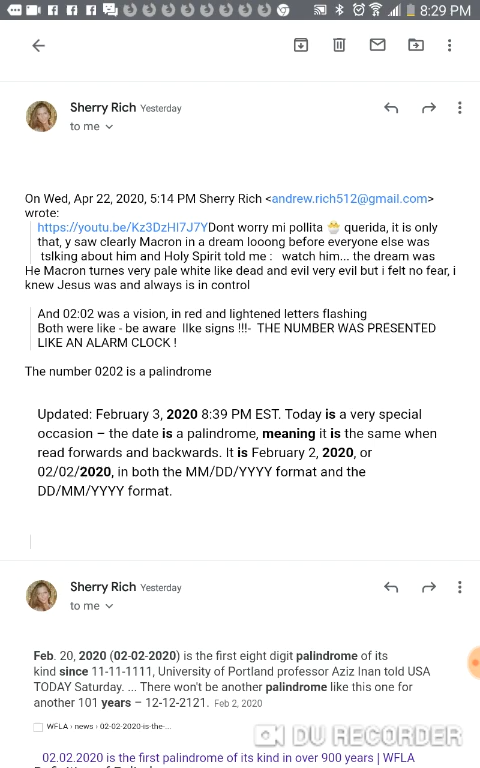 8:29 PM
Sherry Rich Yesterday
to me
On Wed, Apr 22, 2020, 5:14 PM Sherry Rich <andrew.rich512@gmail.com>
wrote:
https://youtu.be/Kz3DzHI7J7YDont worry mi pollita 🐣 querida, it is only
that, y saw clearly Macron in a dream looong before everyone else was
tslking about him and Holy Spirit told me : watch him... the dream was
He Macron turnes very pale white like dead and evil very evil but i felt no fear, i
knew Jesus was and always is in control
And 02:02 was a vision, in red and lightened letters flashing
Both were like - be aware Ilke signs !!!- THE NUMBER WAS PRESENTED
LIKE AN ALARM CLOCK !
The number 0202 is a palindrome
Updated: February 3, 2020 8:39 PM EST. Today is a very special
occasion – the date is a palindrome, meaning it is the same when
read forwards and backwards. It is February 2, 2020, or
02/02/2020, in both the MM/DD/YYYY format and the
DD/MM/YYYY format.
Sherry Rich Yesterday
to me
Feb. 20, 2020 (02-02-2020) is the first eight digit palindrome of its
kind since 11-11-1111, University of Portland professor Aziz Inan told USA
TODAY Saturday. ... There won't be another palindrome like this one for
another 101 years – 12-12-2121. Feb 2, 2020
WFLA › news › 02-02-2020-is-the-...
DU RECORDER
02.02.2020 is the first palindrome of its kind in over 900 years | WFLA